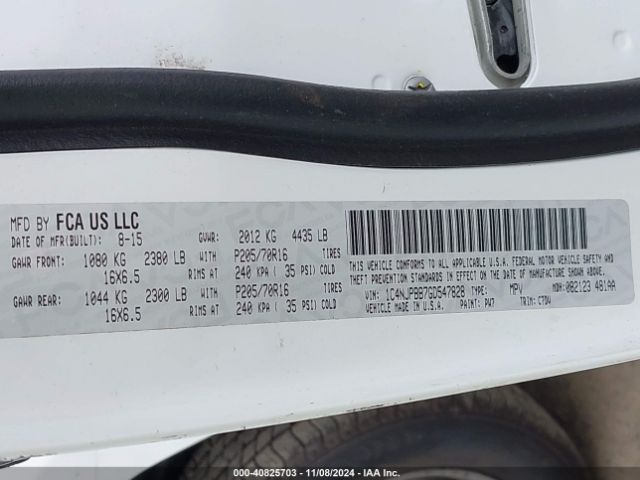 MFD BY FCA US LLC
DATE OF MFR(BUILT): 8-15 GVWR: 2012 KG 4435 LB
GAWR FRONT: 1080 KG 2380 LB WITH P205/70R16 TIRES
16X6.5 RIMS AT 240 KPA ( 35 PSI) COLD
GAWR REAR: 1044 KG 2300 LB WITH P205/70R16 TIRES
16X6.5 RIMS AT 240 KPA ( 35 PSI) COLD
THIS VEHICLE CONFORMS TO ALL APPLICABLE U.S.A. FEDERAL MOTOR VEHICLE SAFETY AND
THEFT PREVENTION STANDARDS IN EFFECT ON THE DATE OF MANUFACTURE SHOWN ABOVE.
VIN: 1C4NJPBB7GD547828 TYPE: MPV MDH: 082123 481AA
VEHICLE MADE IN U.S.A. PAINT: PW7 TRIM: CTDV
000-40825703 - 11/08/2024 - IAA Inc.